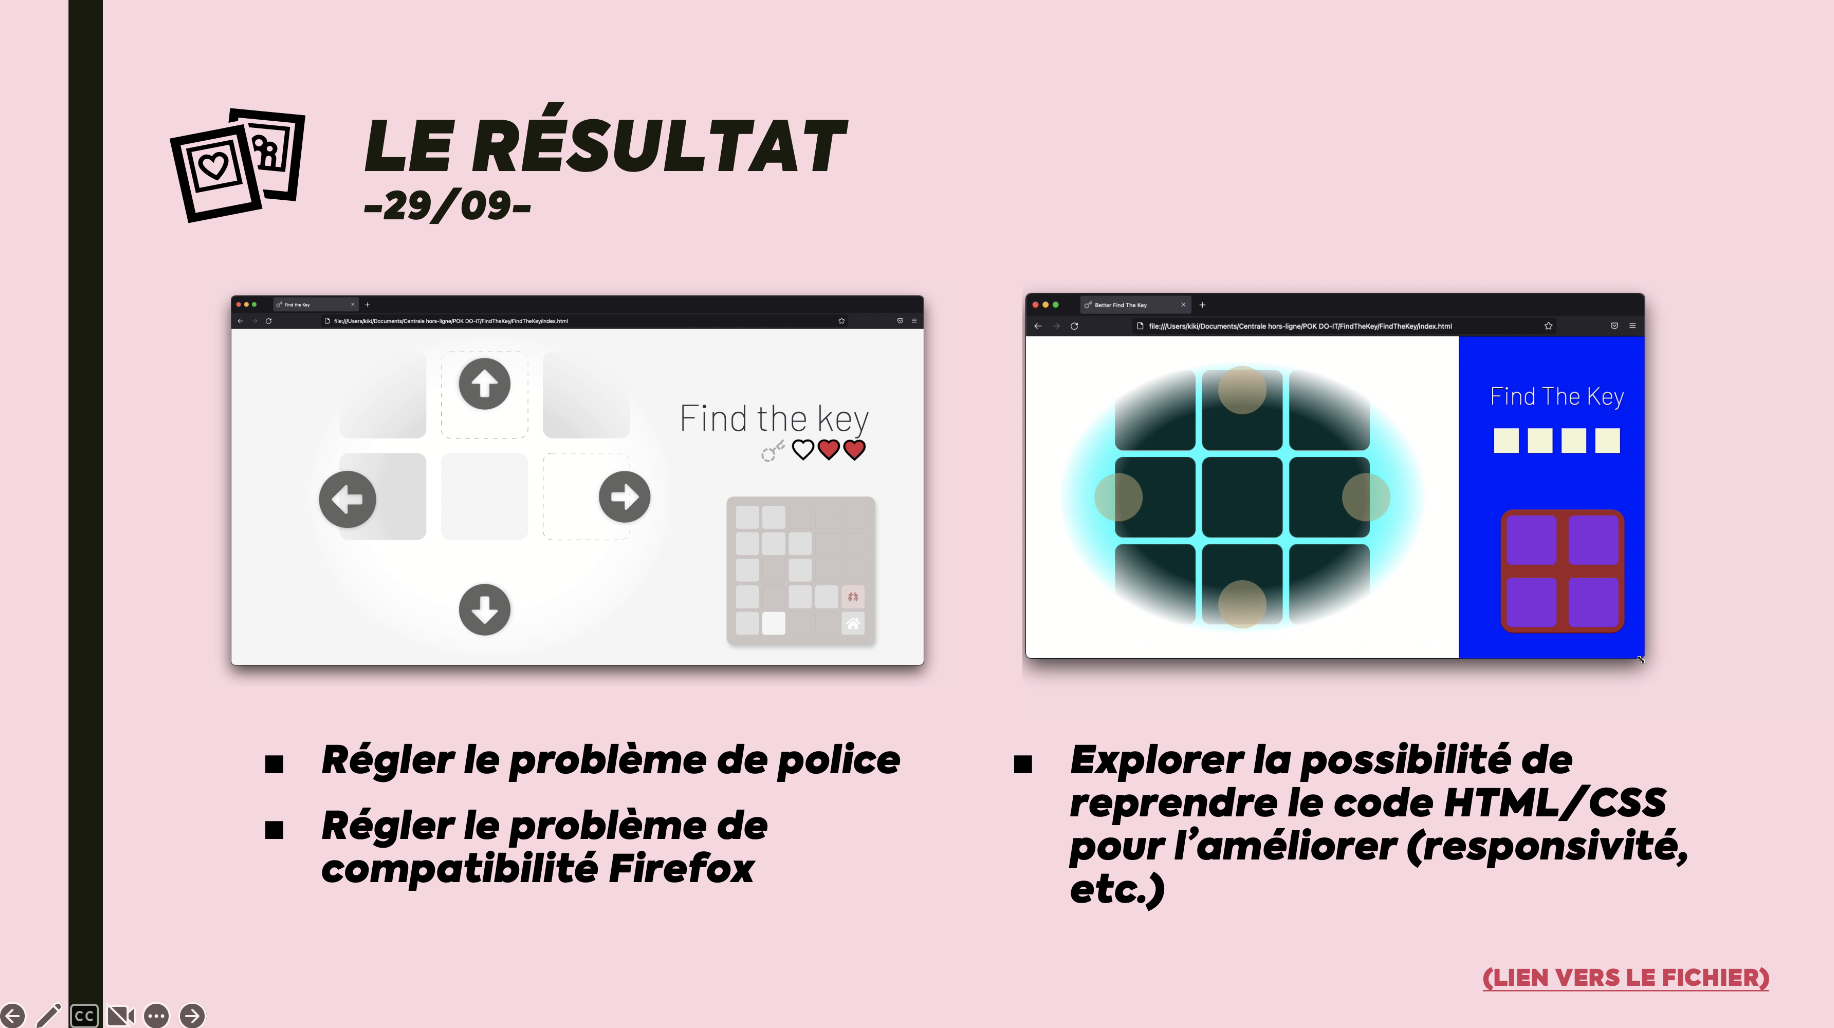 LE RÉSULTAT
-29/09-
Find the Key
file:///Users/kiki/Documents/Centrale hors-ligne/POK DO-IT/FindTheKey/FindTheKey/index.html
Find the key
Better Find The Key
file:///Users/kiki/Documents/Centrale hors-ligne/POK DO-IT/FindTheKey/FindTheKey/index.html
Find The Key
▪ Régler le problème de police
▪ Régler le problème de
compatibilité Firefox
▪ Explorer la possibilité de
reprendre le code HTML/CSS
pour l’améliorer (responsivité,
etc.)
(LIEN VERS LE FICHIER)
CC